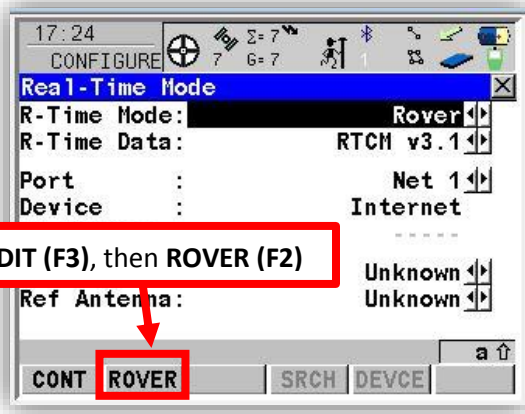 17:24
CONFIGURE
7
Σ=7
G=7
1
Real-Time Mode
R-Time Mode: Rover
R-Time Data: RTCM v3.1
Port : Net 1
Device : Internet
-----
DIT (F3), then ROVER (F2)
Unknown
Ref Antenna: Unknown
a
CONT ROVER SRCH DEVCE